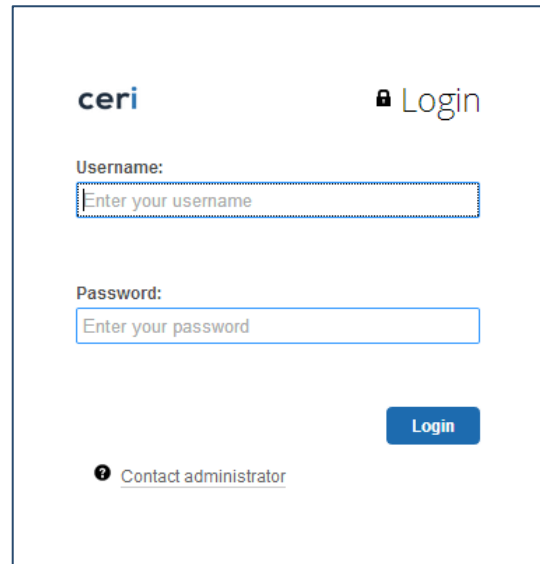 ceri
Login
Username:
Enter your username
Password:
Enter your password
Login
Contact administrator